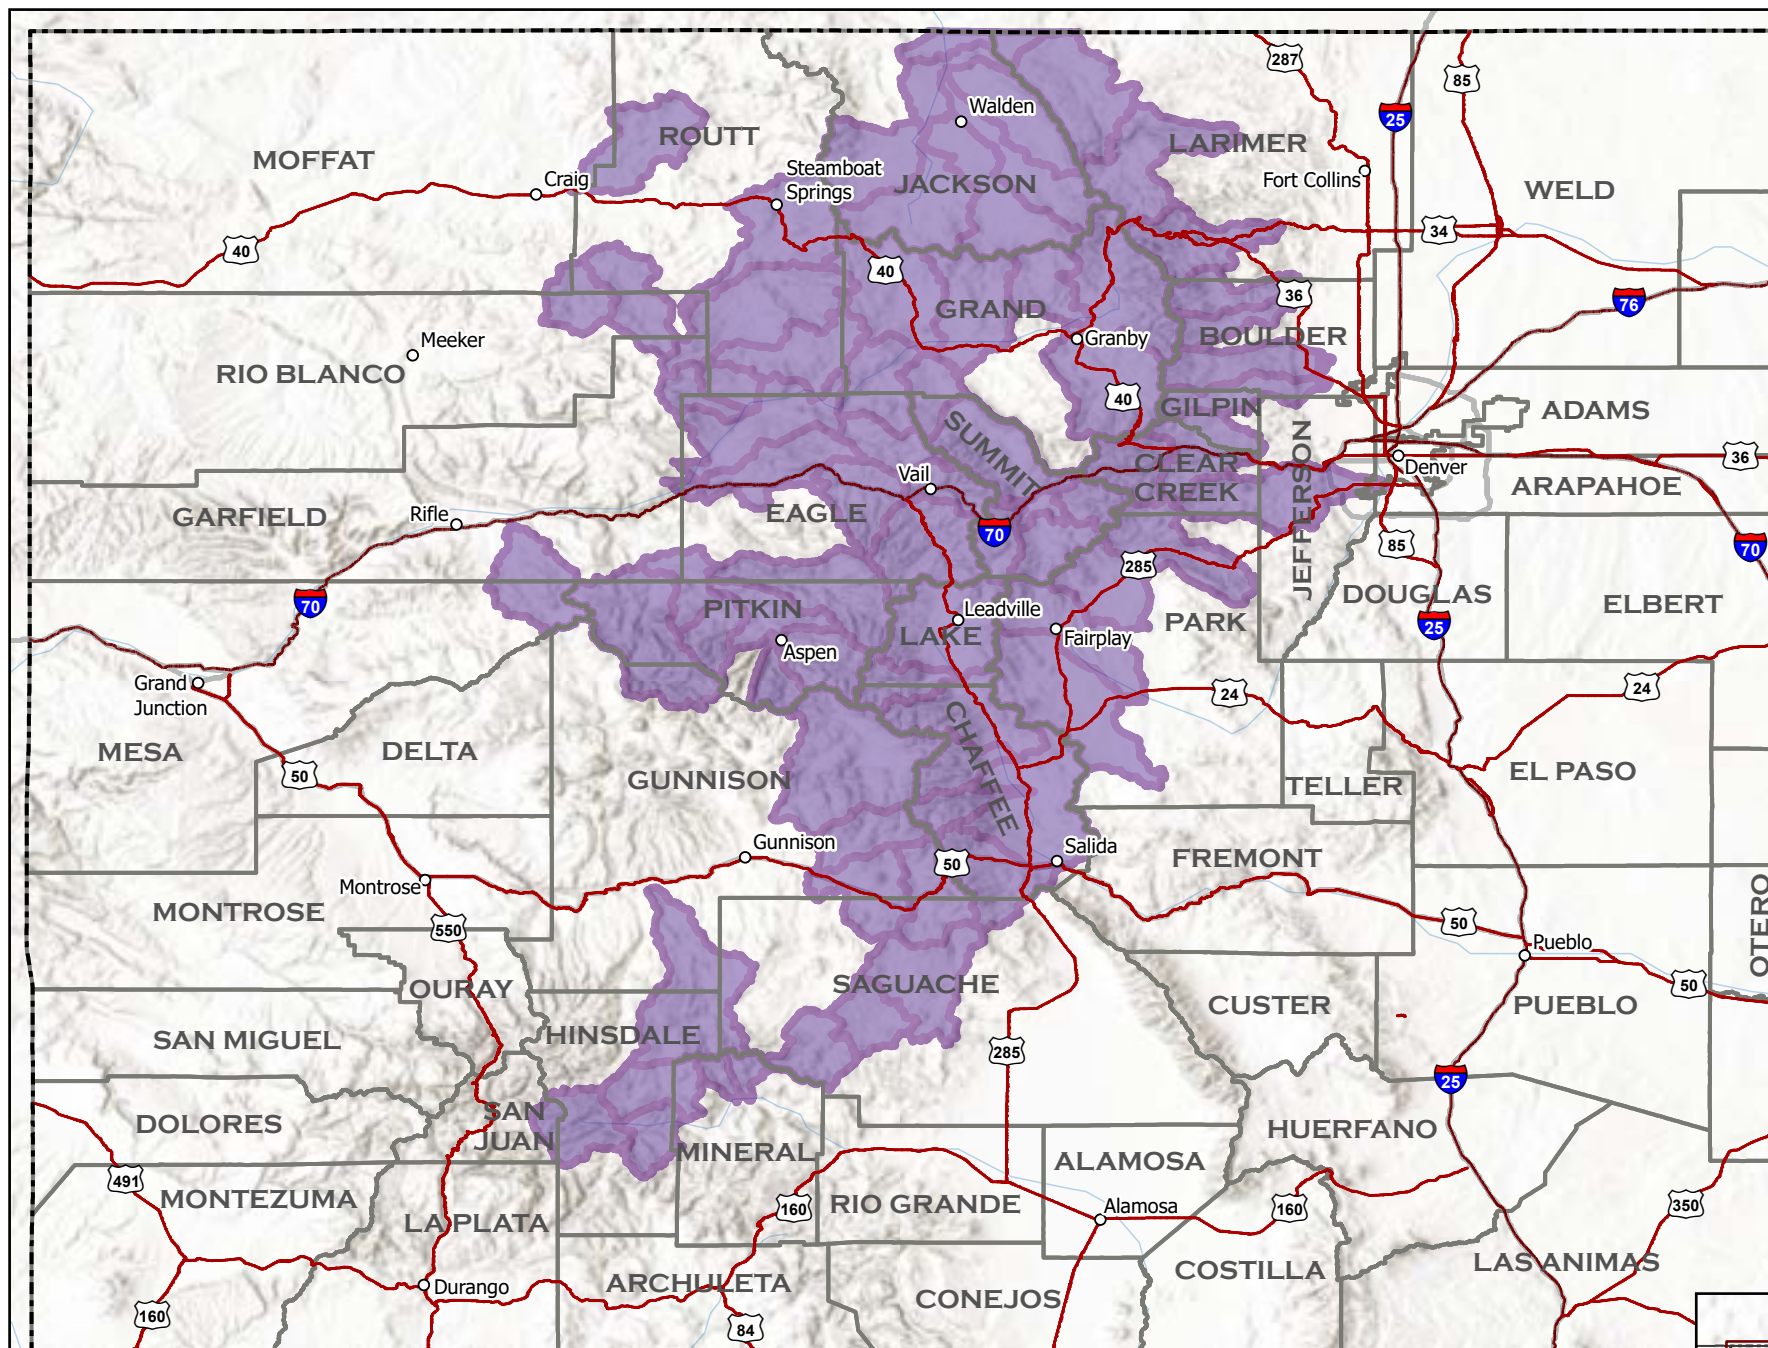 287
85
25
Walden
ROUTT
LARIMER
MOFFAT
Steamboat
Springs
Craig
JACKSON
Fort Collins
WELD
34
40
40
76
36
GRAND
Granby
BOULDER
Meeker
RIO BLANCO
40
GILPIN
ADAMS
SUMMIT
JEFFERSON
CLEAR
CREEK
Denver
36
Vail
ARAPAHOE
EAGLE
GARFIELD
Rifle
70
85
70
285
70
PITKIN
Leadville
LAKE
Fairplay
PARK
DOUGLAS
25
ELBERT
Aspen
Grand
Junction
24
24
CHAFFEE
MESA
DELTA
50
GUNNISON
TELLER
EL PASO
Gunnison
50
Salida
FREMONT
Montrose
MONTROSE
550
50
OTERO
Pueblo
OURAY
SAGUACHE
CUSTER
50
PUEBLO
HINSDALE
SAN MIGUEL
285
25
DOLORES
SAN
JUAN
MINERAL
HUERFANO
ALAMOSA
491
MONTEZUMA
LA PLATA
160
RIO GRANDE
Alamosa
160
350
LAS ANIMAS
COSTILLA
Durango
ARCHULETA
CONEJOS
160
84